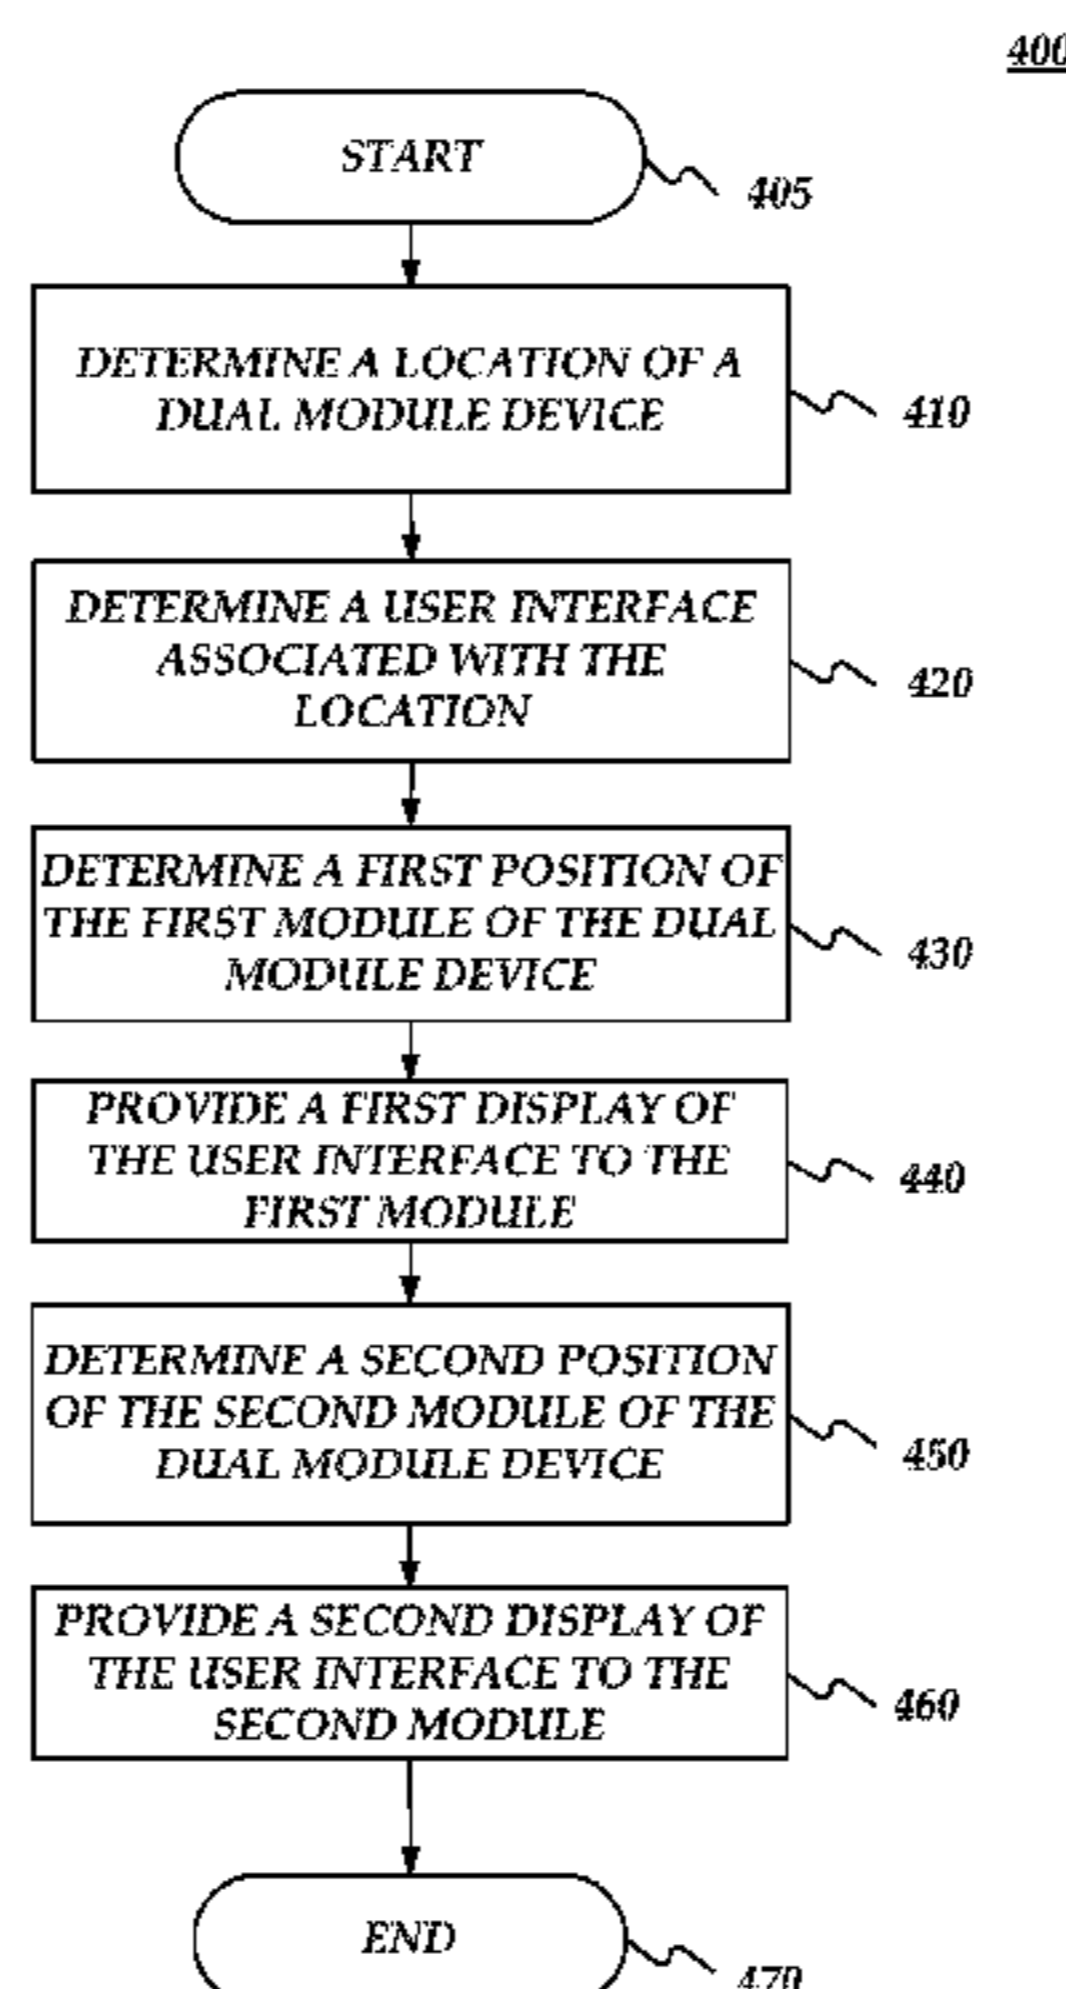 400
START
405
DETERMINE A LOCATION OF A
DUAL MODULE DEVICE
410
DETERMINE A USER INTERFACE
ASSOCIATED WITH THE
LOCATION
420
DETERMINE A FIRST POSITION OF
THE FIRST MODULE OF THE DUAL
MODULE DEVICE
430
PROVIDE A FIRST DISPLAY OF
THE USER INTERFACE TO THE
FIRST MODULE
440
DETERMINE A SECOND POSITION
OF THE SECOND MODULE OF THE
DUAL MODULE DEVICE
450
PROVIDE A SECOND DISPLAY OF
THE USER INTERFACE TO THE
SECOND MODULE
460
END
470